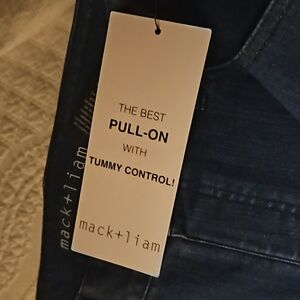 THE BEST
PULL-ON
WITH
TUMMY CONTROL!
mack+liam
mack+liam